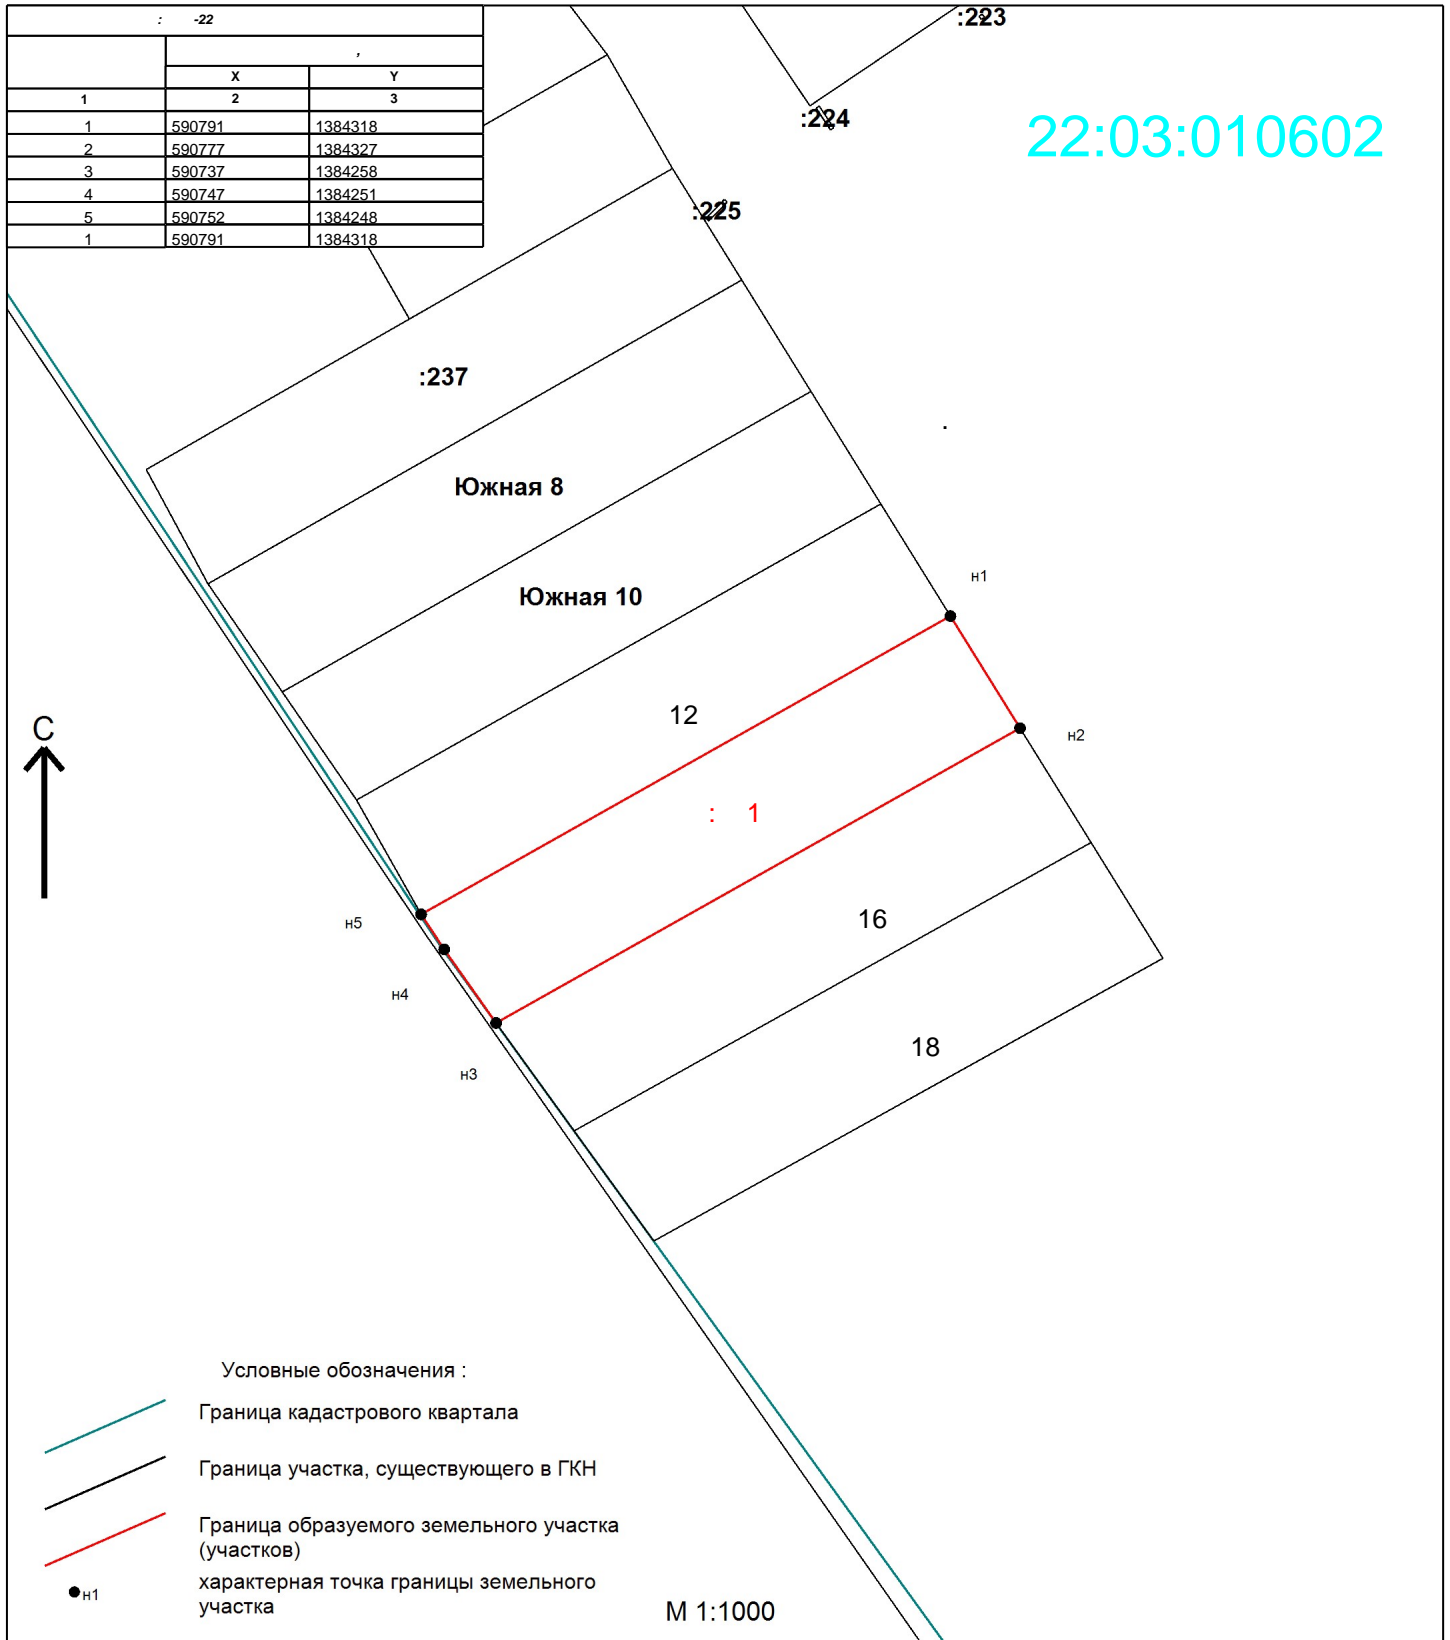 : -22
,
X Y
1 2 3
1 590791 1384318
2 590777 1384327
3 590737 1384258
4 590747 1384251
5 590752 1384248
1 590791 1384318
:223
:224
22:03:010602
:225
:237
Южная 8
Южная 10
н1
12
н2
С
: 1
16
н5
н4
18
н3
Условные обозначения :
Граница кадастрового квартала
Граница участка, существующего в ГКН
Граница образуемого земельного участка
(участков)
характерная точка границы земельного
участка
н1
М 1:1000